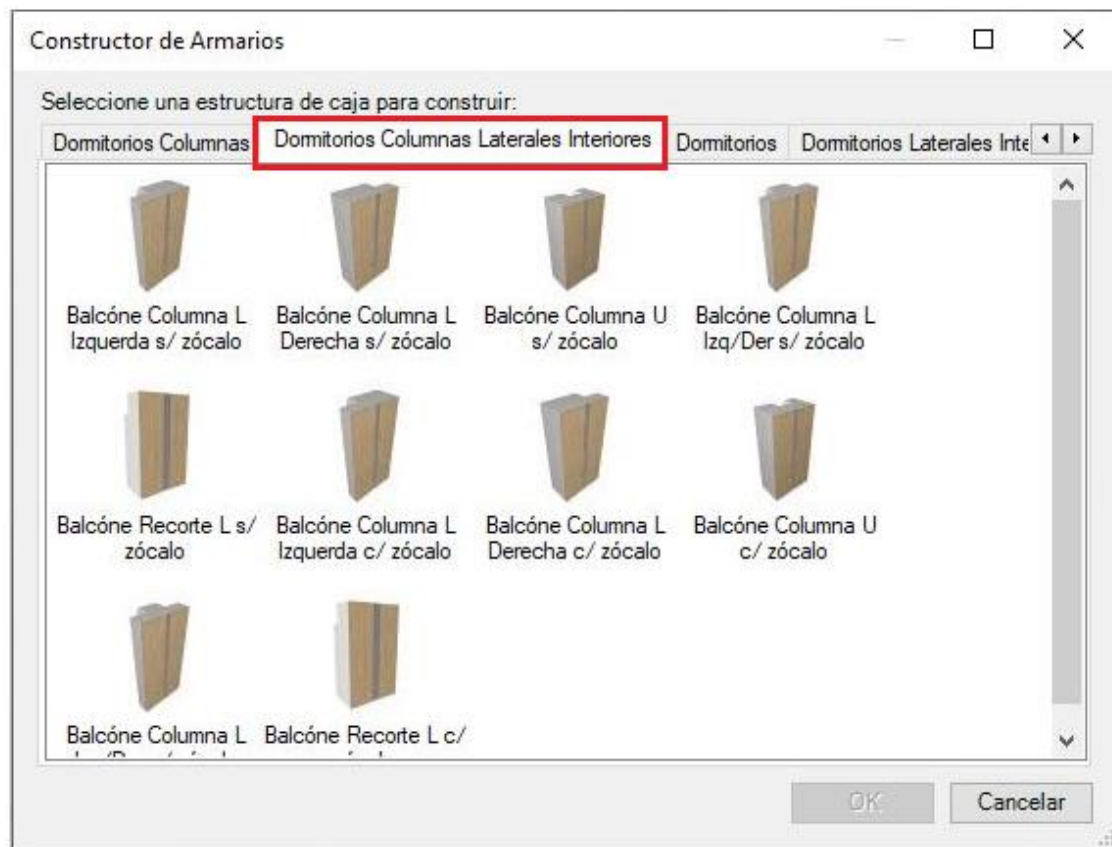 Constructor de Armarios
Seleccione una estructura de caja para construir:
Dormitorios Columnas Dormitorios Columnas Laterales Interiores Dormitorios Dormitorios Laterales Inte
Balcóne Columna L Balcóne Columna L Balcóne Columna U Balcóne Columna L
Izquerda s/ zócalo Derecha s/ zócalo s/ zócalo Izq/Der s/ zócalo
Balcóne Recorte L s/ Balcóne Columna L Balcóne Columna L Balcóne Columna U
zócalo Izquerda c/ zócalo Derecha c/ zócalo c/ zócalo
Balcóne Columna L Balcóne Recorte L c/
OK Cancelar